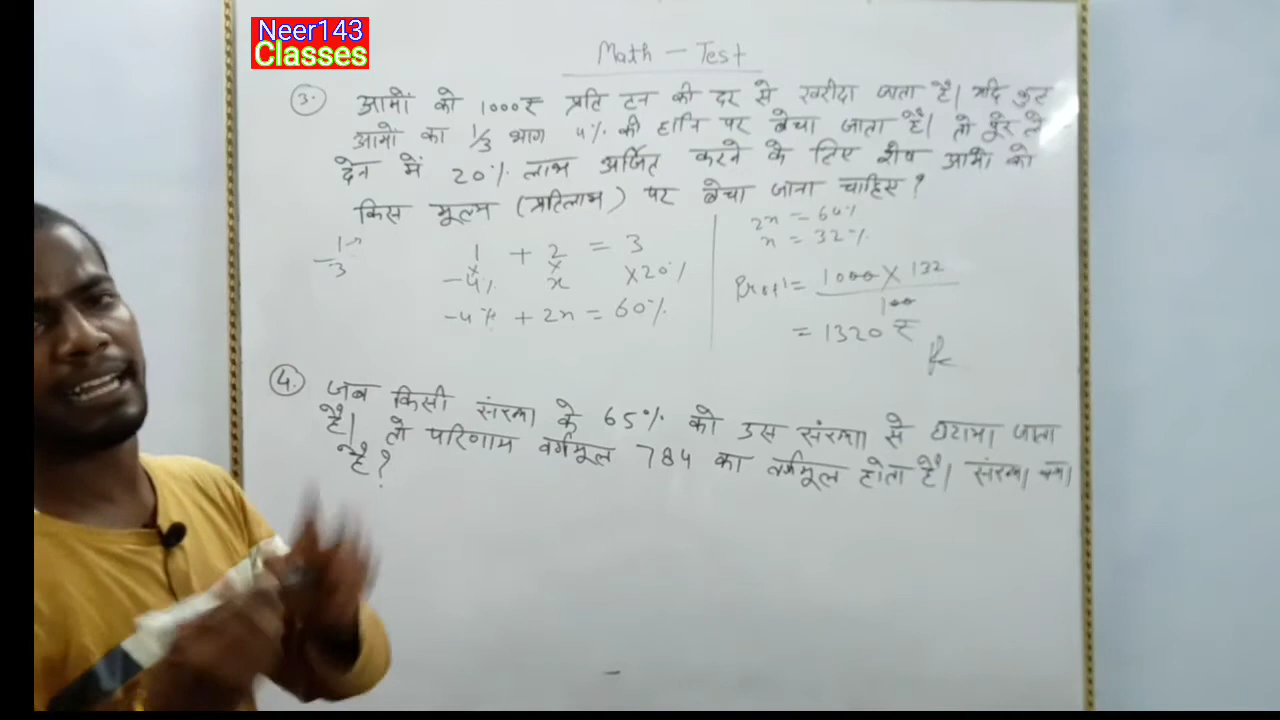 Neer143
Classes
Math - Test
3. आमों को 1000₹ प्रति टन की दर से खरीदा जाता है। यदि कुल
आमो का 1/3 भाग 4% की हानि पर बेचा जाता है। तो पूरे ले
देन में 20% लाभ अर्जित करने के लिए शेष आमो को
किस मूल्य (प्रतिलाभ) पर बेचा जाना चाहिए?
1
3
1 + 2 = 3
-4% x ×20%
-4% + 2x = 60%
2x = 64%
x = 32%
= 1000 × 132
100
= 1320 ₹
4. जब किसी संख्या के 65% को उस संख्या से घटाया जाता
है। तो परिणाम वर्गमूल 784 का वर्गमूल होता है। संख्या क्या
है?